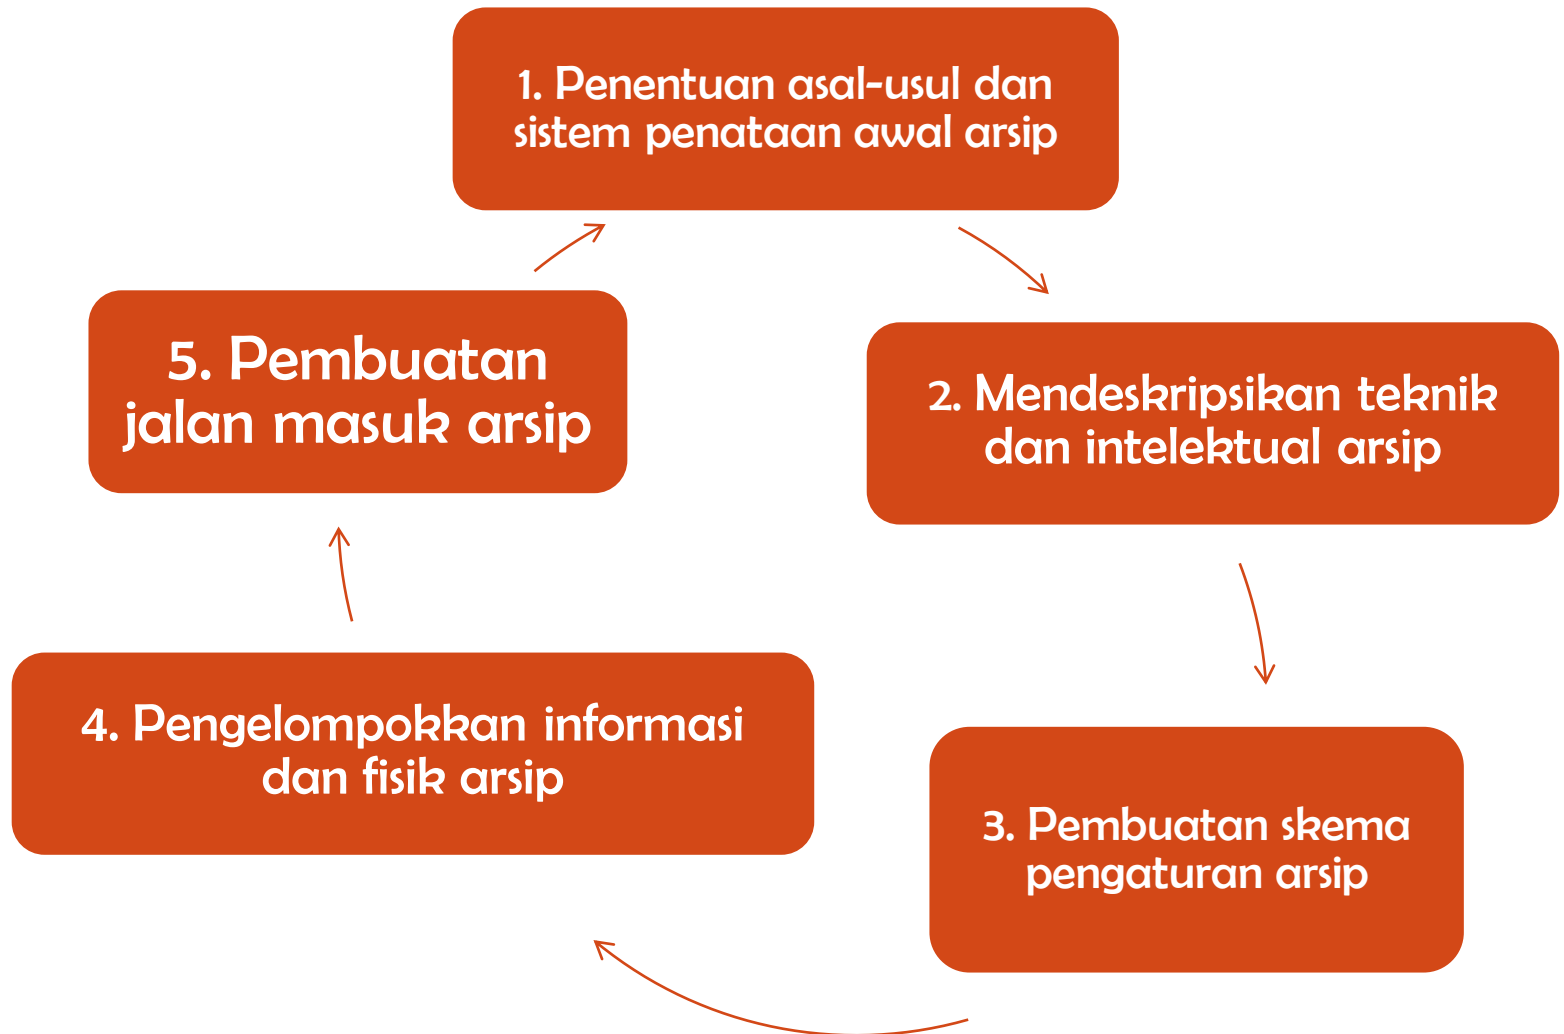 1. Penentuan asal-usul dan
sistem penataan awal arsip
2. Mendeskripsikan teknik
dan intelektual arsip
3. Pembuatan skema
pengaturan arsip
4. Pengelompokkan informasi
dan fisik arsip
5. Pembuatan
jalan masuk arsip